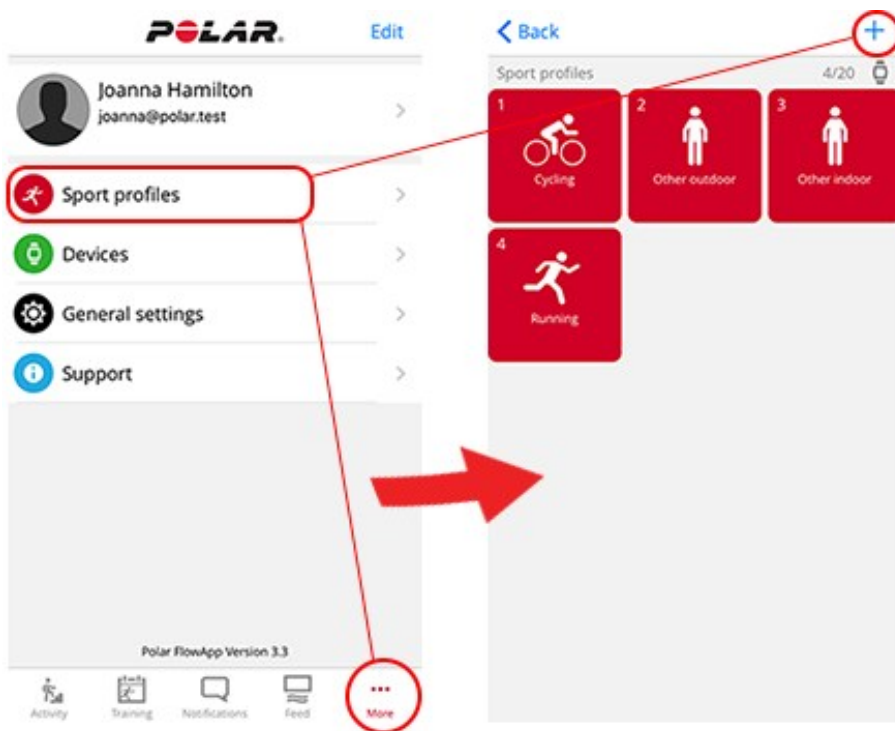 POLAR.
Edit
Joanna Hamilton
joanna@polar.test
Sport profiles
Devices
General settings
Support
Polar FlowApp Version 3.3
Activity
Training
Notifications
Feed
More
Back
+
Sport profiles
4/20
1
Cycling
2
Other outdoor
3
Other indoor
4
Running